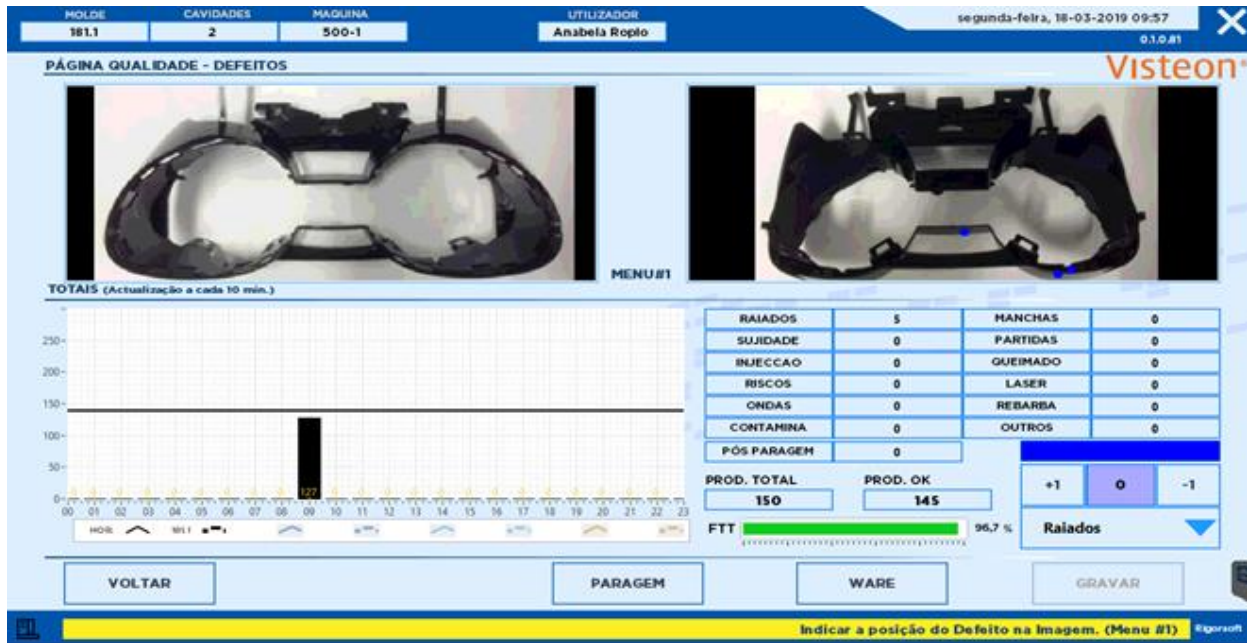 MOLDE CAVIDADES MAQUINA UTILIZADOR segunda-feira, 18-03-2019 09:57
181.1 2 500-1 Anabela Roplo
0.1.0.81
PÁGINA QUALIDADE - DEFEITOS Visteon
MENU#1
TOTAIS (Actualização a cada 10 min.)
RAIADOS 5 MANCHAS 0
SUJIDADE 0 PARTIDAS 0
INJECCAO 0 QUEIMADO 0
RISCOS 0 LASER 0
ONDAS 0 REBARBA 0
CONTAMINA 0 OUTROS 0
PÓS PARAGEM 0
250
200
150
100
50
0
127
00 01 02 03 04 05 06 07 08 09 10 11 12 13 14 15 16 17 18 19 20 21 22 23
HOR: 181.1
PROD. TOTAL PROD. OK
150 145
+1 0 -1
FTT 96,7 %
Raiados
VOLTAR PARAGEM WARE GRAVAR
Indicar a posição do Defeito na Imagem. (Menu #1) Rigorsoft